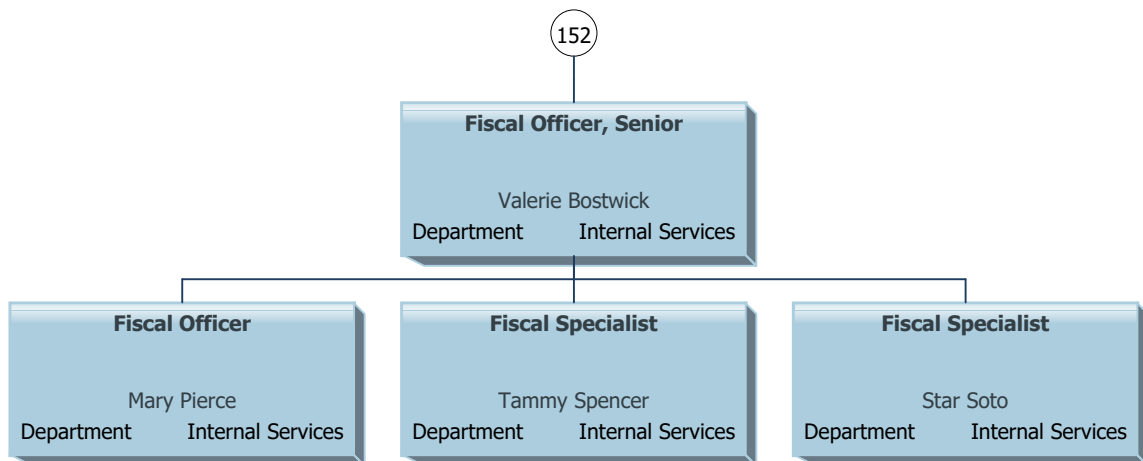 152
Fiscal Officer, Senior
Valerie Bostwick
Department Internal Services
Fiscal Officer
Mary Pierce
Department Internal Services
Fiscal Specialist
Tammy Spencer
Department Internal Services
Fiscal Specialist
Star Soto
Department Internal Services